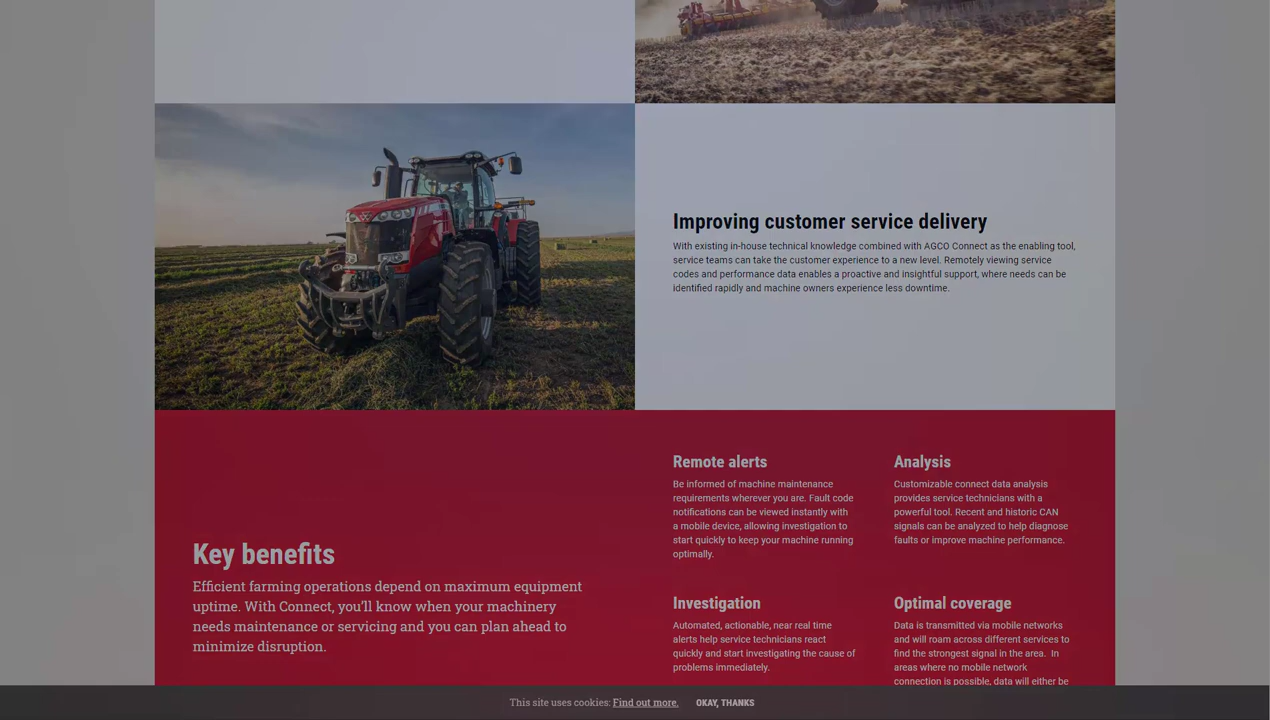 Improving customer service delivery
With existing in-house technical knowledge combined with AGCO Connect as the enabling tool,
service teams can take the customer experience to a new level. Remotely viewing service
codes and performance data enables a proactive and insightful support, where needs can be
identified rapidly and machine owners experience less downtime.
Key benefits
Efficient farming operations depend on maximum equipment
uptime. With Connect, you'll know when your machinery
needs maintenance or servicing and you can plan ahead to
minimize disruption.
Remote alerts
Be informed of machine maintenance
requirements wherever you are. Fault code
notifications can be viewed instantly with
a mobile device, allowing investigation to
start quickly to keep your machine running
optimally.
Analysis
Customizable connect data analysis
provides service technicians with a
powerful tool. Recent and historic CAN
signals can be analyzed to help diagnose
faults or improve machine performance.
Investigation
Automated, actionable, near real time
alerts help service technicians react
quickly and start investigating the cause of
problems immediately.
Optimal coverage
Data is transmitted via mobile networks
and will roam across different services to
find the strongest signal in the area. In
areas where no mobile network
connection is possible, data will either be
This site uses cookies: Find out more. OKAY, THANKS